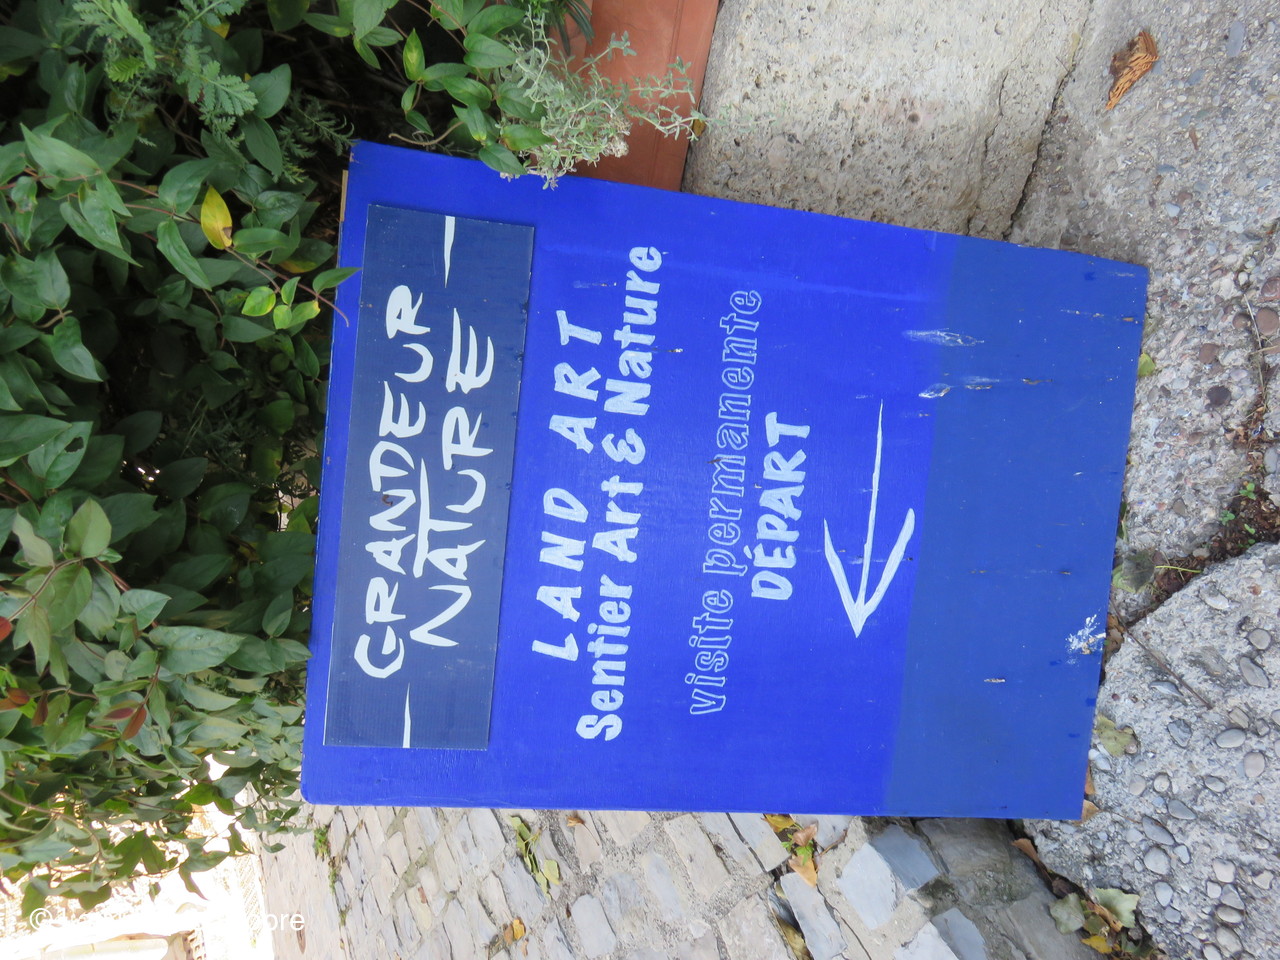 GRANDEUR
NATURE
LAND ART
Sentier Art & Nature
visite permanente
DÉPART